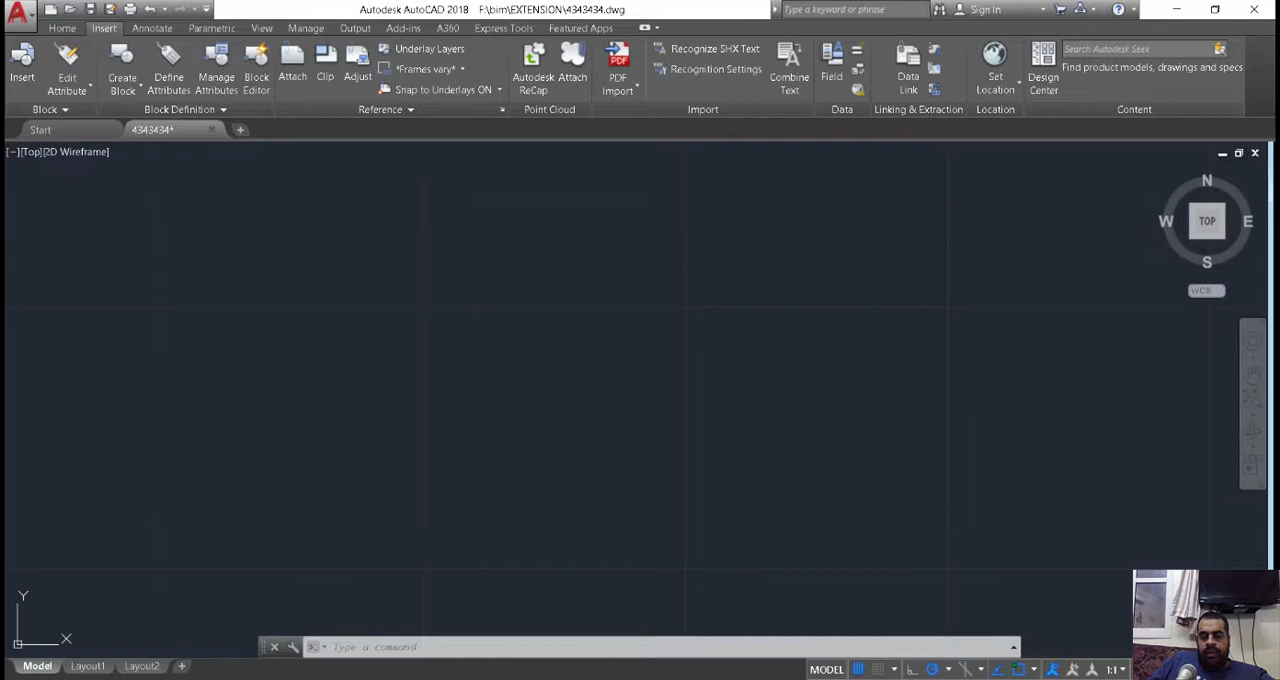 Autodesk AutoCAD 2018 F:\bim\EXTENSION\4343434.dwg
Type a keyword or phrase
Sign In
Home Insert Annotate Parametric View Manage Output Add-ins A360 Express Tools Featured Apps
Insert
Edit
Attribute
Create
Block
Define
Attributes
Manage
Attributes
Block
Editor
Attach
Clip
Adjust
Underlay Layers
*Frames vary*
Snap to Underlays ON
Autodesk
ReCap
Attach
PDF
PDF
Import
Recognize SHX Text
Recognition Settings
Combine
Text
Field
Data
Link
Set
Location
Design
Center
Search Autodesk Seek
Find product models, drawings and specs
Block
Block Definition
Reference
Point Cloud
Import
Data
Linking & Extraction
Location
Content
Start
4343434*
[−][Top][2D Wireframe]
N
W TOP E
S
WCS
Y
X
Type a command
Model Layout1 Layout2
MODEL
1:1